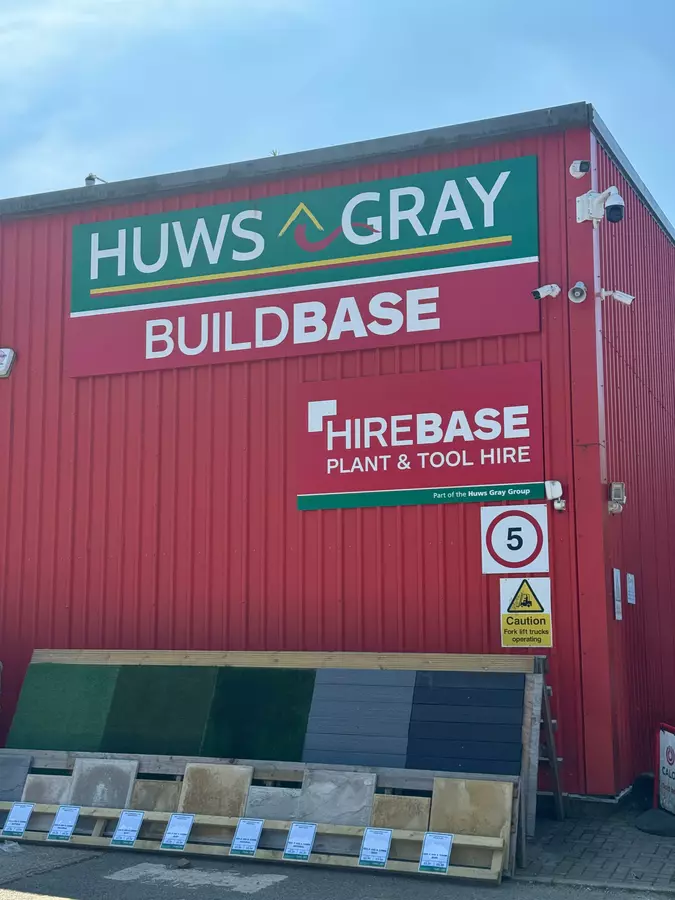 HUWS GRAY
BUILDBASE
HIREBASE
PLANT & TOOL HIRE
Part of the Huws Gray Group
5
Caution
Fork lift trucks
operating